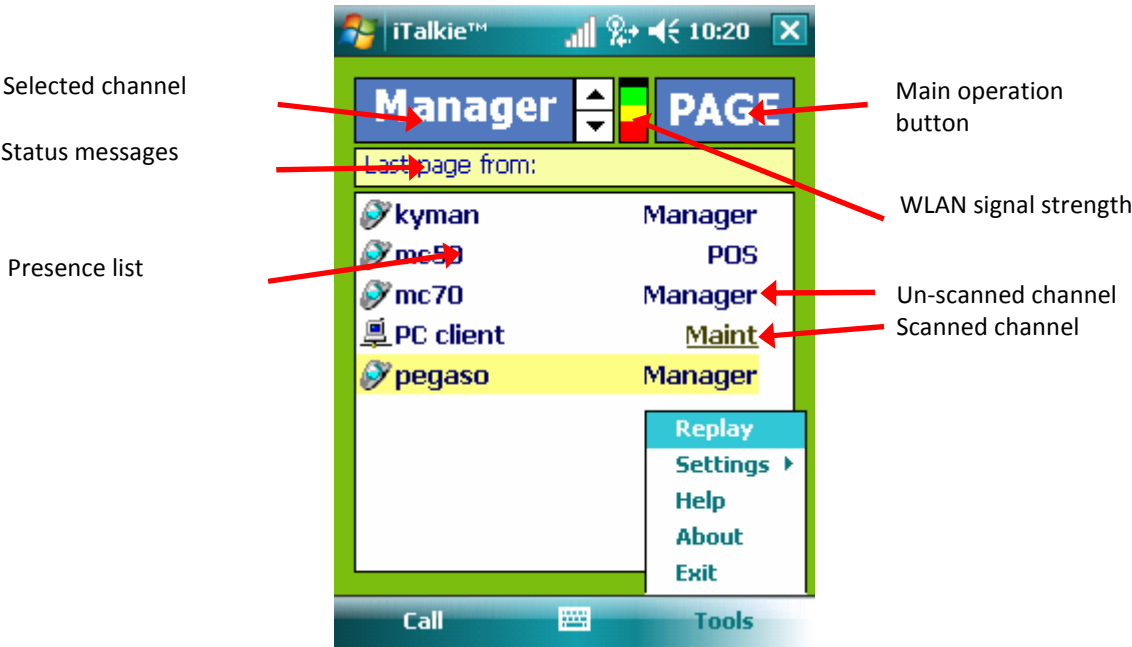 iTalkie™ 10:20
Selected channel
Manager PAGE
Main operation
button
Status messages
Last page from:
WLAN signal strength
kyman Manager
Presence list
mc50 POS
mc70 Manager
Un-scanned channel
PC client Maint
Scanned channel
pegaso Manager
Replay
Settings
Help
About
Exit
Call Tools